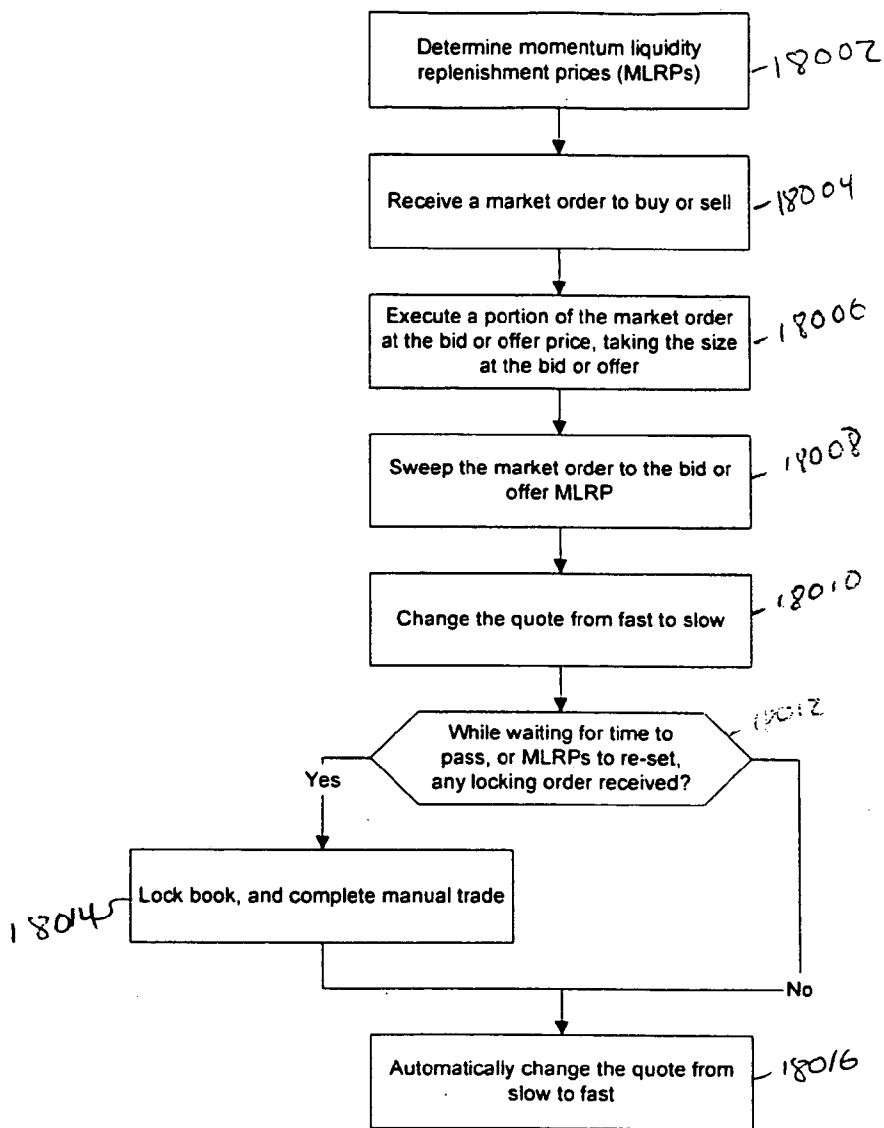 Determine momentum liquidity
replenishment prices (MLRPs)
18002
Receive a market order to buy or sell
18004
Execute a portion of the market order
at the bid or offer price, taking the size
at the bid or offer
18006
Sweep the market order to the bid or
offer MLRP
18008
Change the quote from fast to slow
18010
While waiting for time to
pass, or MLRPs to re-set,
any locking order received?
18012
Yes
Lock book, and complete manual trade
18014
No
Automatically change the quote from
slow to fast
18016